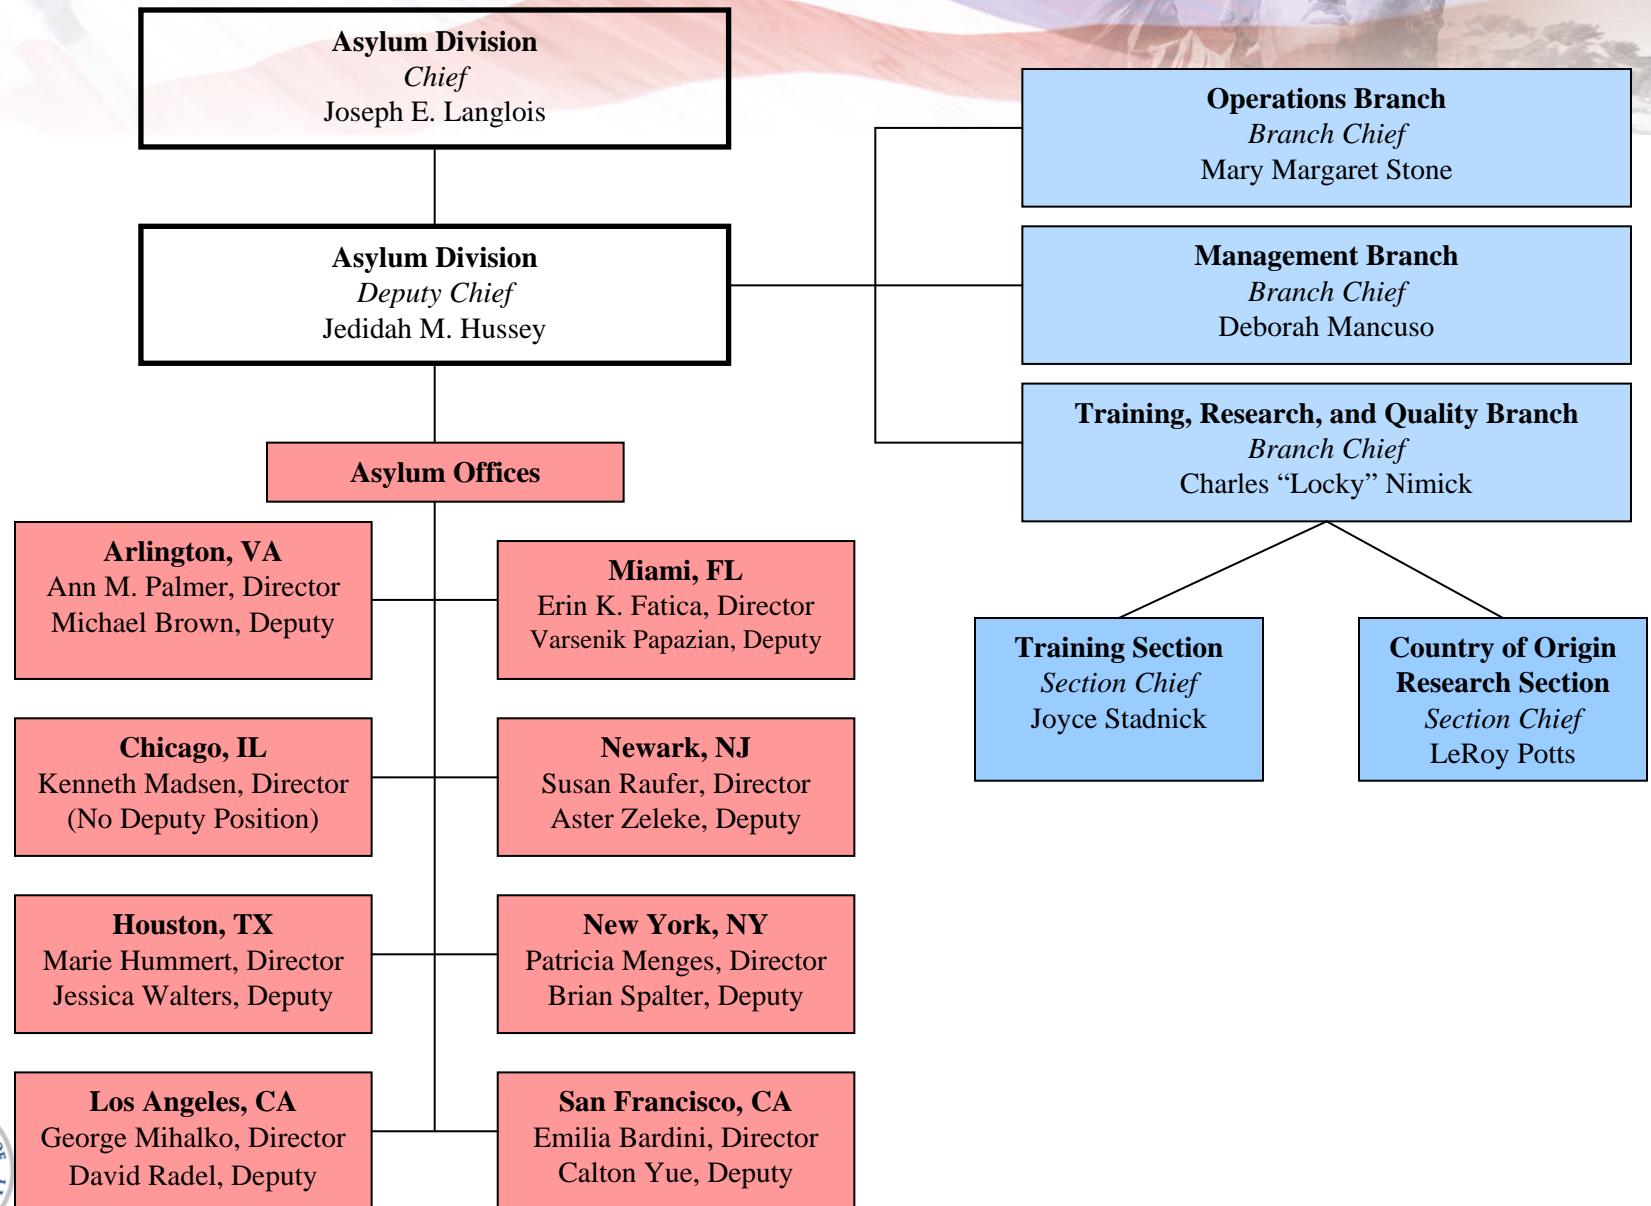 Asylum Division
Chief
Joseph E. Langlois
Asylum Division
Deputy Chief
Jedidah M. Hussey
Operations Branch
Branch Chief
Mary Margaret Stone
Management Branch
Branch Chief
Deborah Mancuso
Training, Research, and Quality Branch
Branch Chief
Charles “Locky” Nimick
Training Section
Section Chief
Joyce Stadnick
Country of Origin
Research Section
Section Chief
LeRoy Potts
Asylum Offices
Arlington, VA
Ann M. Palmer, Director
Michael Brown, Deputy
Miami, FL
Erin K. Fatica, Director
Varsenik Papazian, Deputy
Chicago, IL
Kenneth Madsen, Director
(No Deputy Position)
Newark, NJ
Susan Raufer, Director
Aster Zeleke, Deputy
Houston, TX
Marie Hummert, Director
Jessica Walters, Deputy
New York, NY
Patricia Menges, Director
Brian Spalter, Deputy
Los Angeles, CA
George Mihalko, Director
David Radel, Deputy
San Francisco, CA
Emilia Bardini, Director
Calton Yue, Deputy